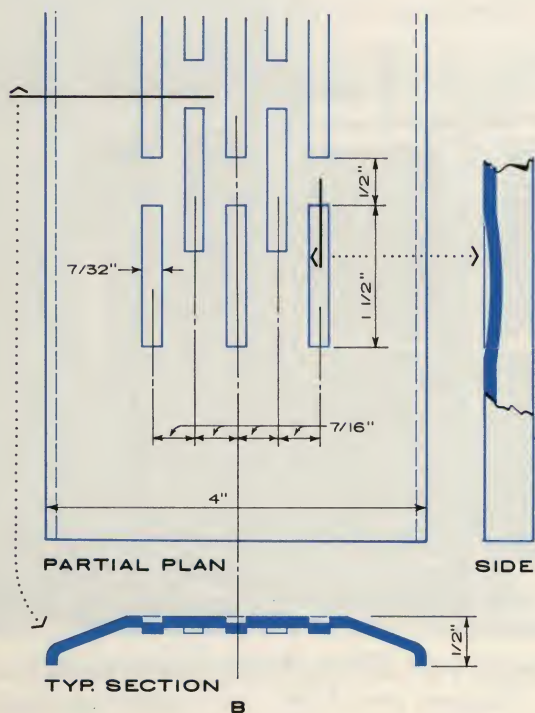 1/2"
7/32"
1 1/2"
7/16"
4"
PARTIAL PLAN
SIDE
1/2"
TYP. SECTION
B